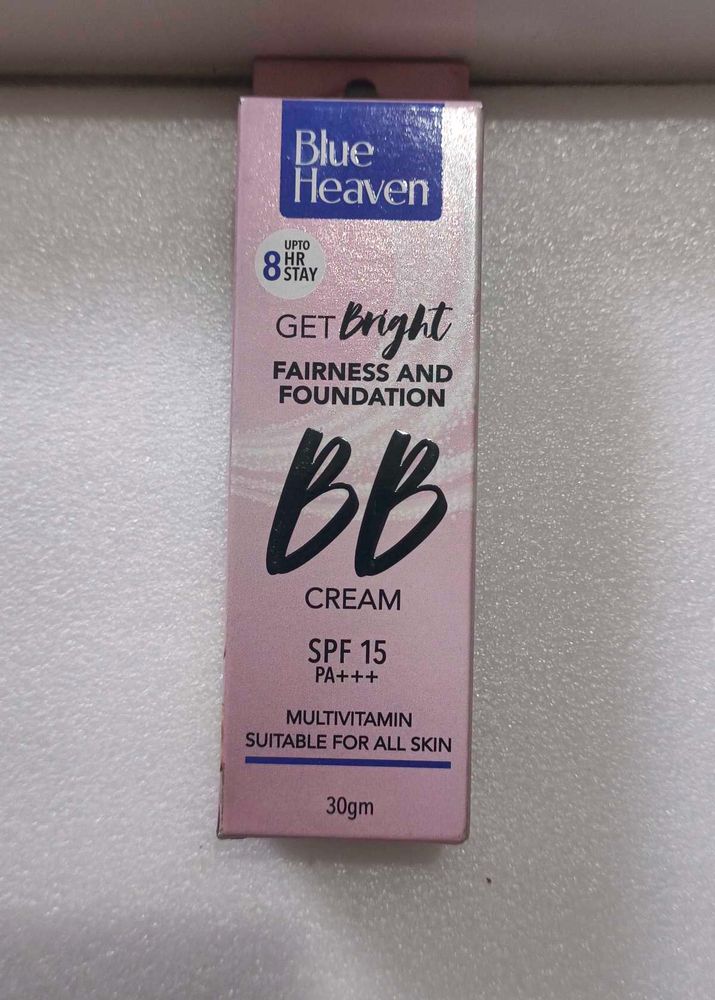 Blue
Heaven
UPTO
8 HR
STAY
GET Bright
FAIRNESS AND
FOUNDATION
BB
CREAM
SPF 15
PA+++
MULTIVITAMIN
SUITABLE FOR ALL SKIN
30gm